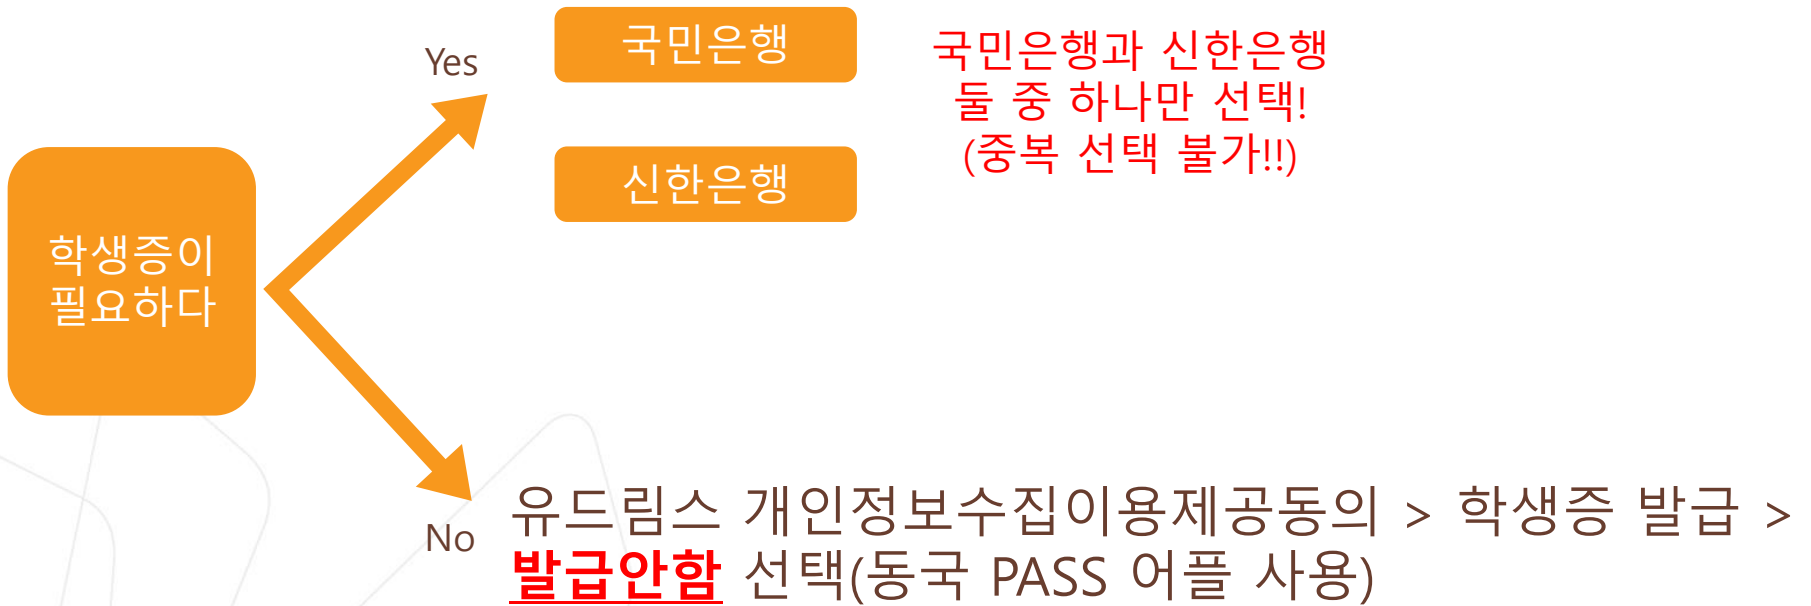 학생증이
필요하다
Yes
국민은행
신한은행
국민은행과 신한은행
둘 중 하나만 선택!
(중복 선택 불가!!)
No
유드림스 개인정보수집이용제공동의 > 학생증 발급 >
발급안함 선택(동국 PASS 어플 사용)